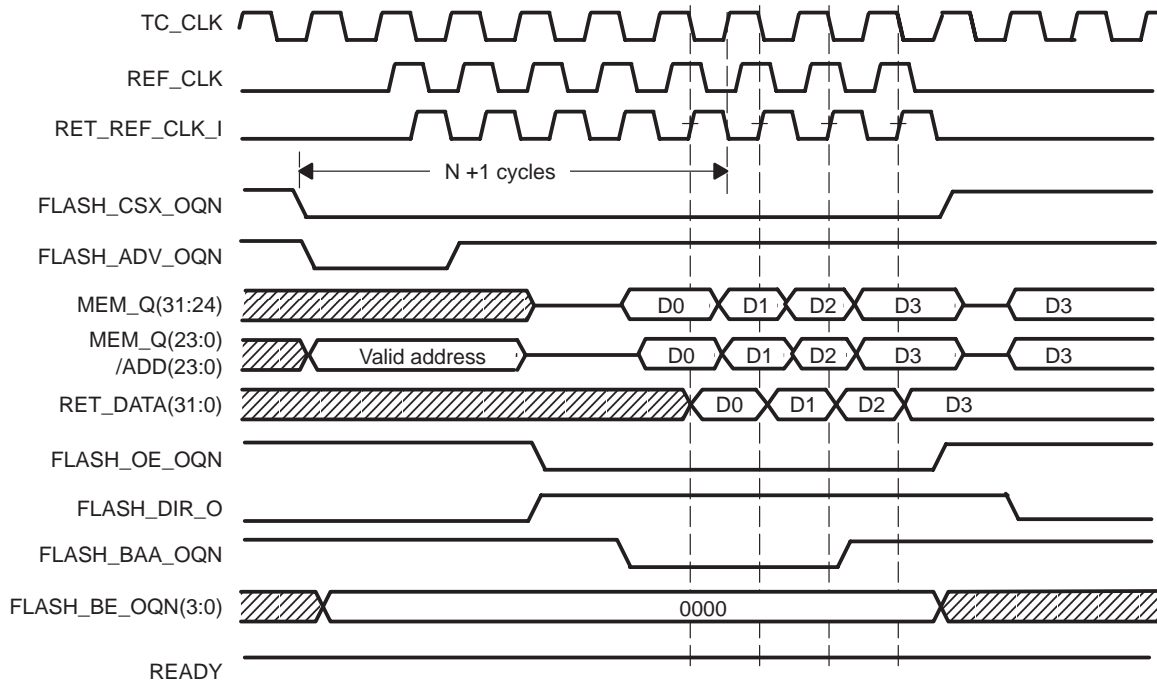 TC_CLK
REF_CLK
RET_REF_CLK_I
N +1 cycles
FLASH_CSX_OQN
FLASH_ADV_OQN
MEM_Q(31:24) D0 D1 D2 D3 D3
MEM_Q(23:0)
/ADD(23:0) Valid address D0 D1 D2 D3 D3
RET_DATA(31:0) D0 D1 D2 D3
FLASH_OE_OQN
FLASH_DIR_O
FLASH_BAA_OQN
FLASH_BE_OQN(3:0) 0000
READY